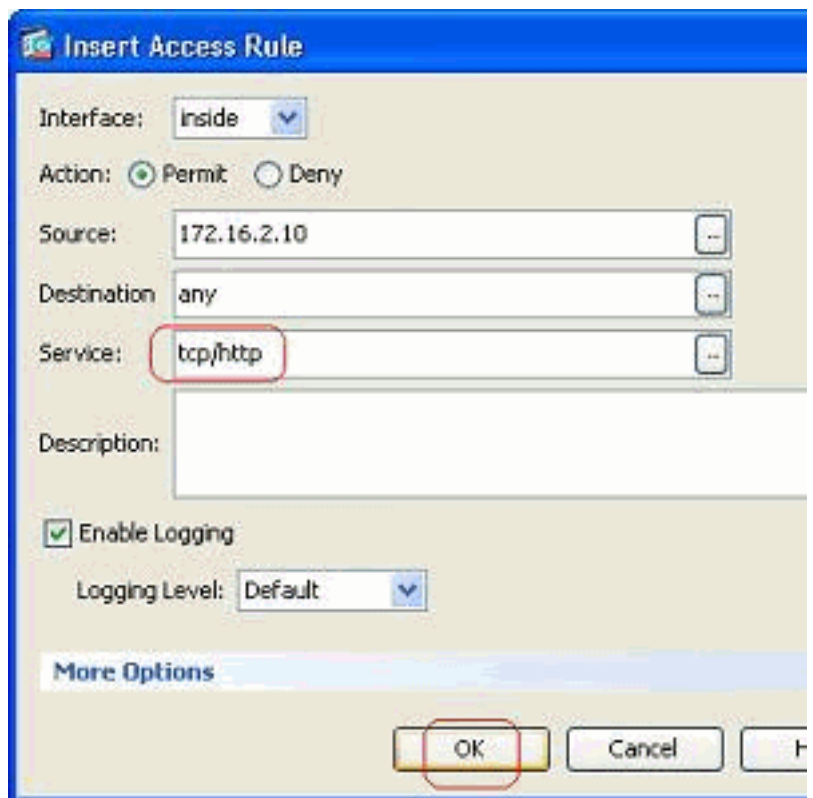 Insert Access Rule
Interface: inside
Action: Permit Deny
Source: 172.16.2.10 ...
Destination any ...
Service: tcp/http ...
Description:
Enable Logging
Logging Level: Default
More Options
OK Cancel H